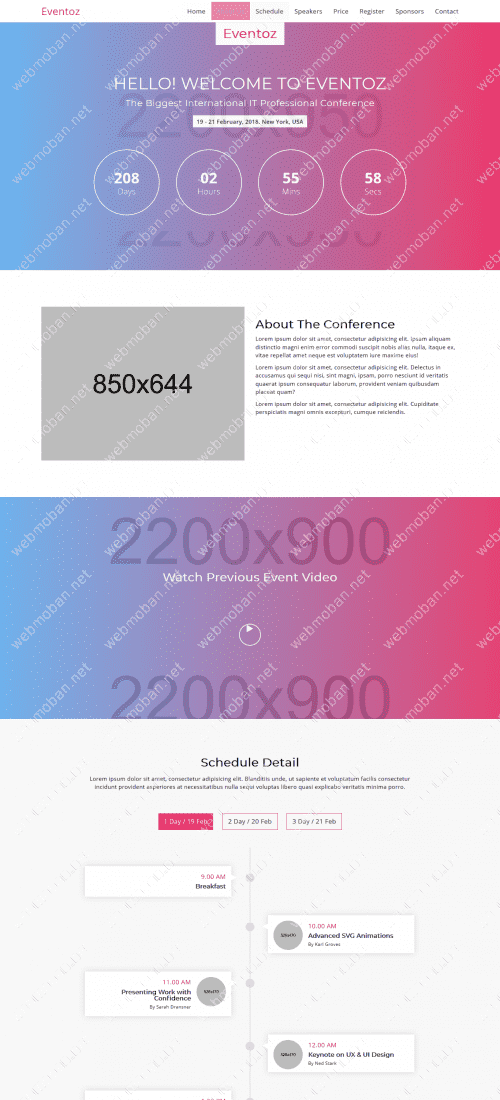 Eventoz
Home
Schedule
Speakers
Price
Register
Sponsors
Contact
Eventoz
HELLO! WELCOME TO EVENTOZ
The Biggest International IT Professional Conference
2200x950
19 - 21 February, 2018. New York, USA
208
02
55
58
Days
Hours
Mins
Secs
2200x950
850x644
About The Conference
Lorem ipsum dolor sit amet, consectetur adipisicing elit. Ipsum aliquam
distinctio magni enim error commodi suscipit nobis alias nulla, itaque ex,
vitae repellat amet neque est voluptatem iure maxime eius!
Lorem ipsum dolor sit amet, consectetur adipisicing elit. Delectus in
accusamus qui sequi nisi, sint magni, ipsam, porro nesciunt id veritatis
quaerat ipsum consequatur laborum, provident veniam quibusdam
placeat quam?
Lorem ipsum dolor sit amet, consectetur adipisicing elit. Cupiditate
perspiciatis magni omnis excepturi, cumque reiciendis.
2200x900
Watch Previous Event Video
2200x900
Schedule Detail
Lorem ipsum dolor sit amet, consectetur adipisicing elit. Blanditiis unde, ut sapiente et voluptatum facilis consectetur
incidunt provident asperiores at necessitatibus nulla sequi voluptas libero quasi explicabo veritatis minima porro.
1 Day / 19 Feb
2 Day / 20 Feb
3 Day / 21 Feb
9.00 AM
Breakfast
10.00 AM
Advanced SVG Animations
By Karl Groves
11.00 AM
Presenting Work with
Confidence
By Sarah Drensner
12.00 AM
Keynote on UX & UI Design
By Ned Stark
webmoban.net